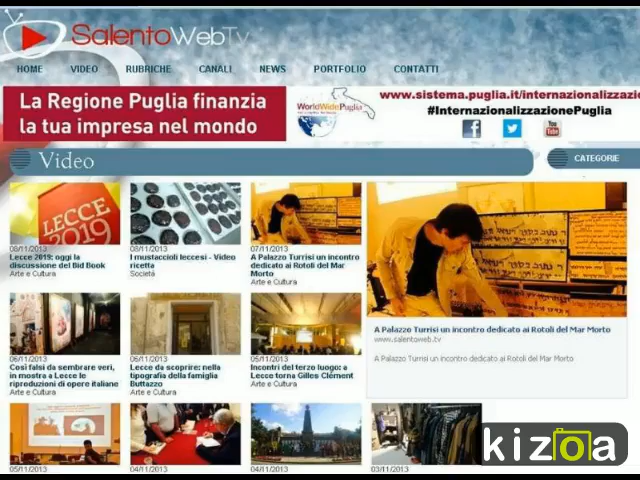 SalentoWebTv
HOME VIDEO RUBRICHE CANALI NEWS PORTFOLIO CONTATTI
La Regione Puglia finanzia
la tua impresa nel mondo
WorldWidePuglia
www.sistema.puglia.it/internazionalizzazio
#InternazionalizzazionePuglia
You Tube
Video
CATEGORIE
LECCE
2019
08/11/2013
Lecce 2019: oggi la
discussione del Bid Book
Arte e Cultura
08/11/2013
I mustaccioli leccesi - Video
ricetta
Società
07/11/2013
A Palazzo Turrisi un incontro
dedicato ai Rotoli del Mar
Morto
Arte e Cultura
A Palazzo Turrisi un incontro dedicato ai Rotoli del Mar Morto
www.salentoweb.tv
A Palazzo Turrisi un incontro dedicato ai Rotoli del Mar Morto
06/11/2013
Così falsi da sembrare veri,
in mostra a Lecce le
riproduzioni di opere italiane
Arte e Cultura
06/11/2013
Lecce da scoprire: nella
tipografia della famiglia
Buttazzo
Arte e Cultura
05/11/2013
Incontri del terzo luogo: a
Lecce torna Gilles Clément
Arte e Cultura
05/11/2013
04/11/2013
04/11/2013
03/11/2013
kizoa